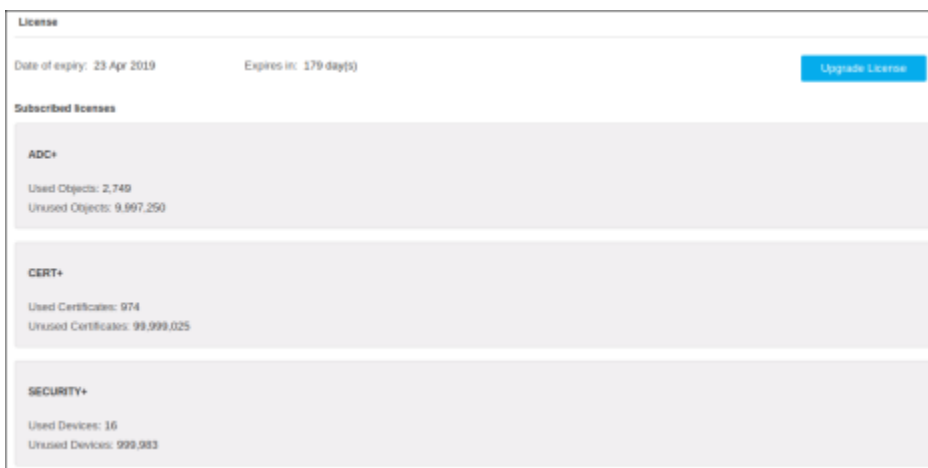 License
Date of expiry: 23 Apr 2019 Expires in: 179 day(s) Upgrade License
Subscribed licenses
ADC+
Used Objects: 2,749
Unused Objects: 9,997,250
CERT+
Used Certificates: 974
Unused Certificates: 99,999,025
SECURITY+
Used Devices: 16
Unused Devices: 999,983